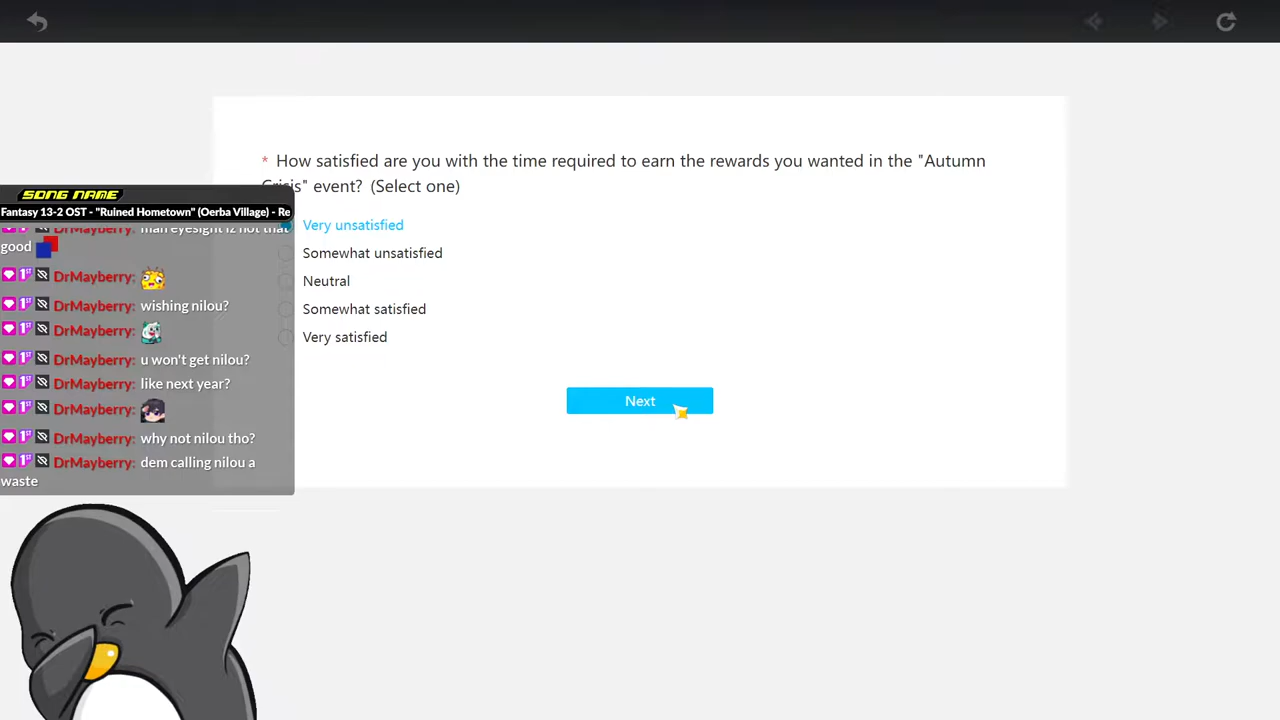 * How satisfied are you with the time required to earn the rewards you wanted in the "Autumn
Crisis" event? (Select one)
SONG NAME
Fantasy 13-2 OST - "Ruined Hometown" (Oerba Village) - Re
Very unsatisfied
Somewhat unsatisfied
Neutral
Somewhat satisfied
Very satisfied
Next
DrMayberry: man eyesight iz not that
good
DrMayberry:
DrMayberry: wishing nilou?
DrMayberry:
DrMayberry: u won't get nilou?
DrMayberry: like next year?
DrMayberry:
DrMayberry: why not nilou tho?
DrMayberry: dem calling nilou a
waste